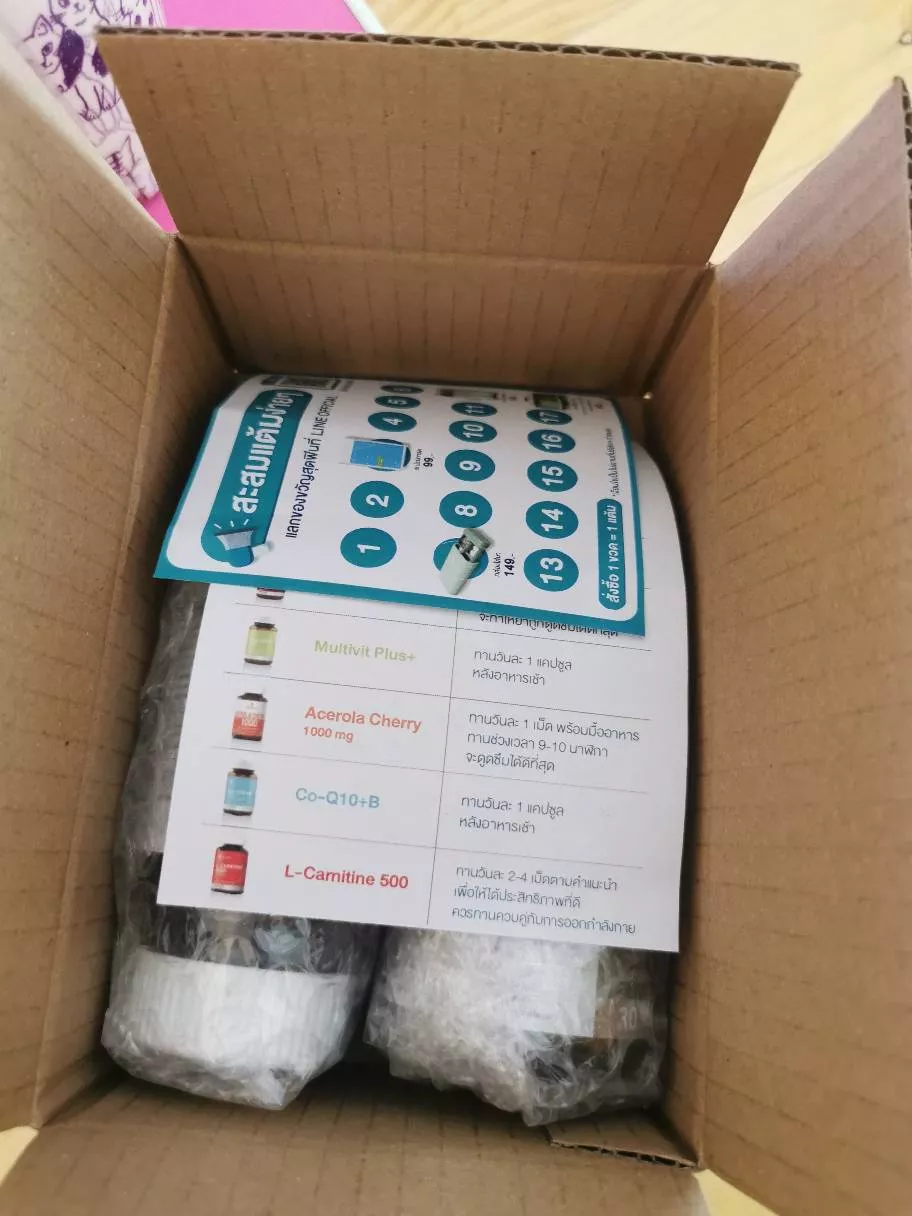 สะสมแต้มง่ายๆ
แลกของขวัญสุดฟินที่ LINE OFFICIAL
1 2 99.- 4 5 6
149.- 8 9 10 11
13 14 15 16 17
สั่งซื้อ 1 ขวด = 1 แต้ม
Multivit Plus+
ทานวันละ 1 แคปซูล
หลังอาหารเช้า
Acerola Cherry
1000 mg
ทานวันละ 1 เม็ด พร้อมมื้ออาหาร
ทานช่วงเวลา 9-10 นาฬิกา
จะดูดซึมได้ดีที่สุด
Co-Q10+B
ทานวันละ 1 แคปซูล
หลังอาหารเช้า
L-Carnitine 500
ทานวันละ 2-4 เม็ดตามคำแนะนำ
เพื่อให้ได้ประสิทธิภาพที่ดี
ควรทานควบคู่กับการออกกำลังกาย
30